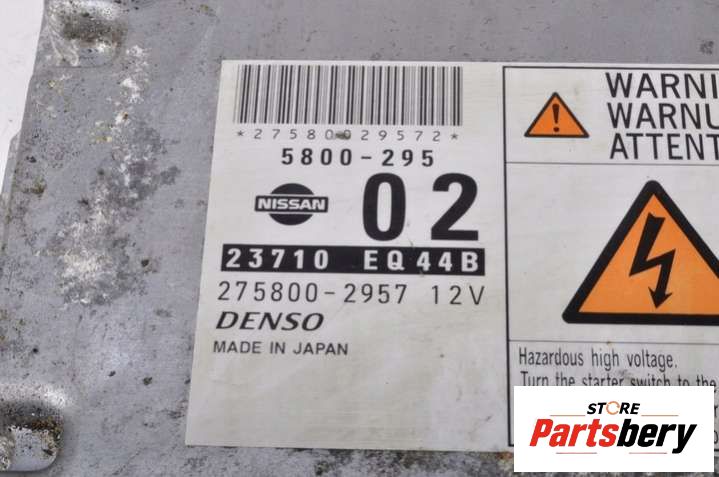 *27580029572*
5800-295
NISSAN
02
23710 EQ44B
275800-2957 12V
DENSO
MADE IN JAPAN
WARNI
WARNU
ATTENT
Hazardous high voltage.
Turn the starter switch to the
STORE
Partsbery